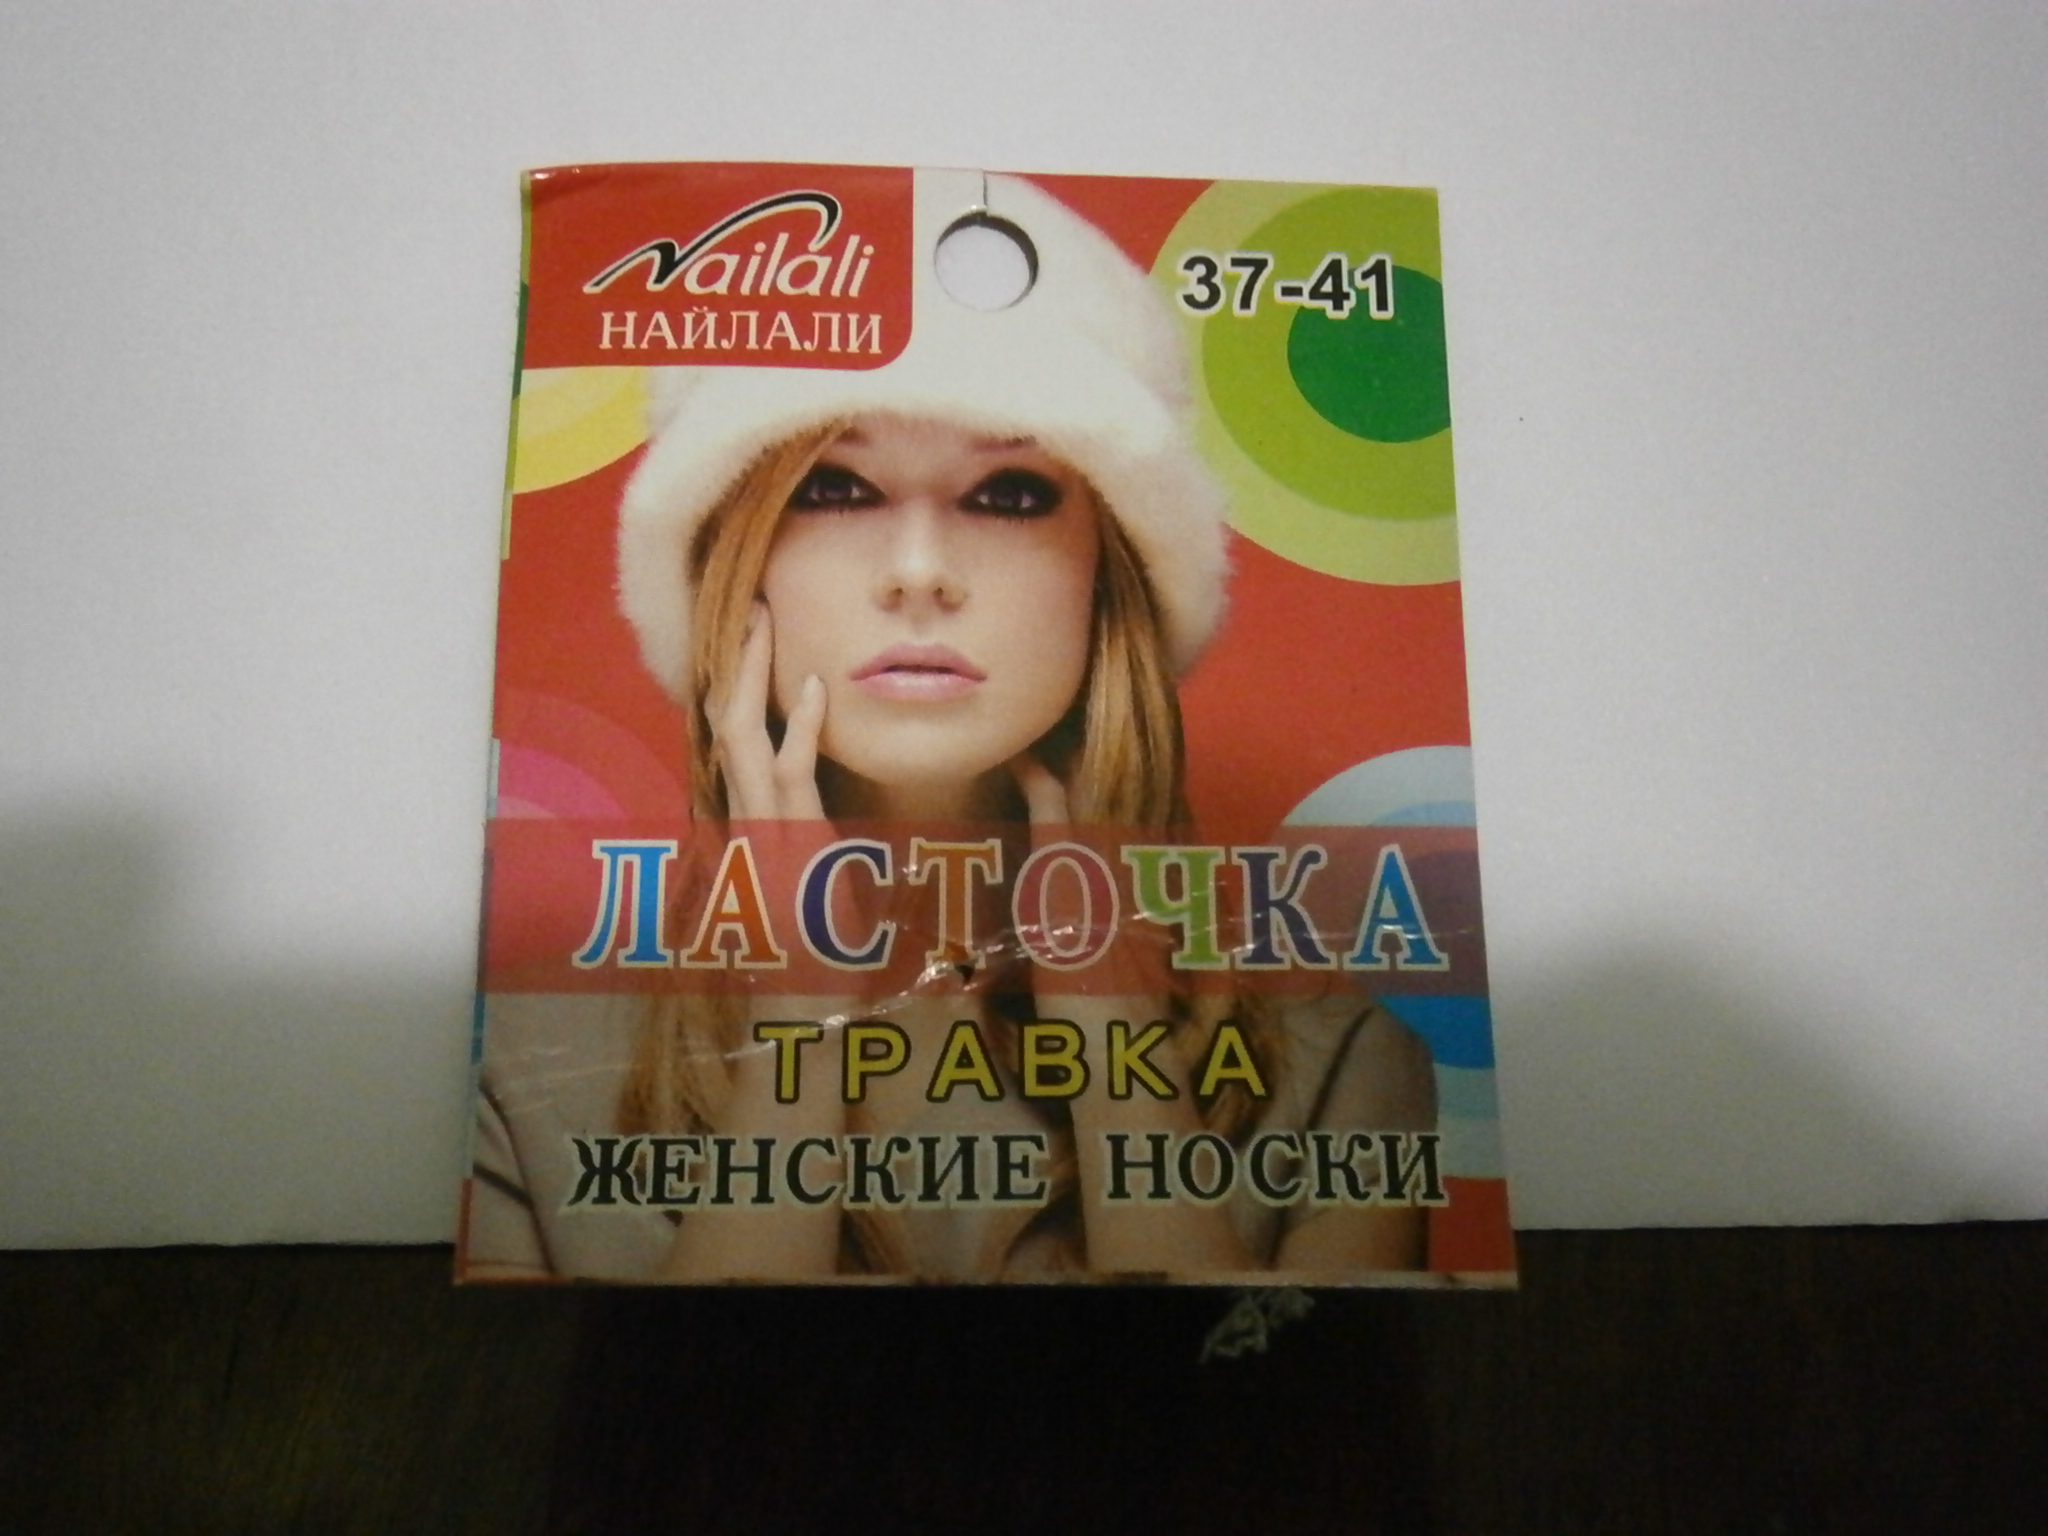 Nailali
НАЙЛАЛИ
37-41
ЛАСТОЧКА
ТРАВКА
ЖЕНСКИЕ НОСКИ